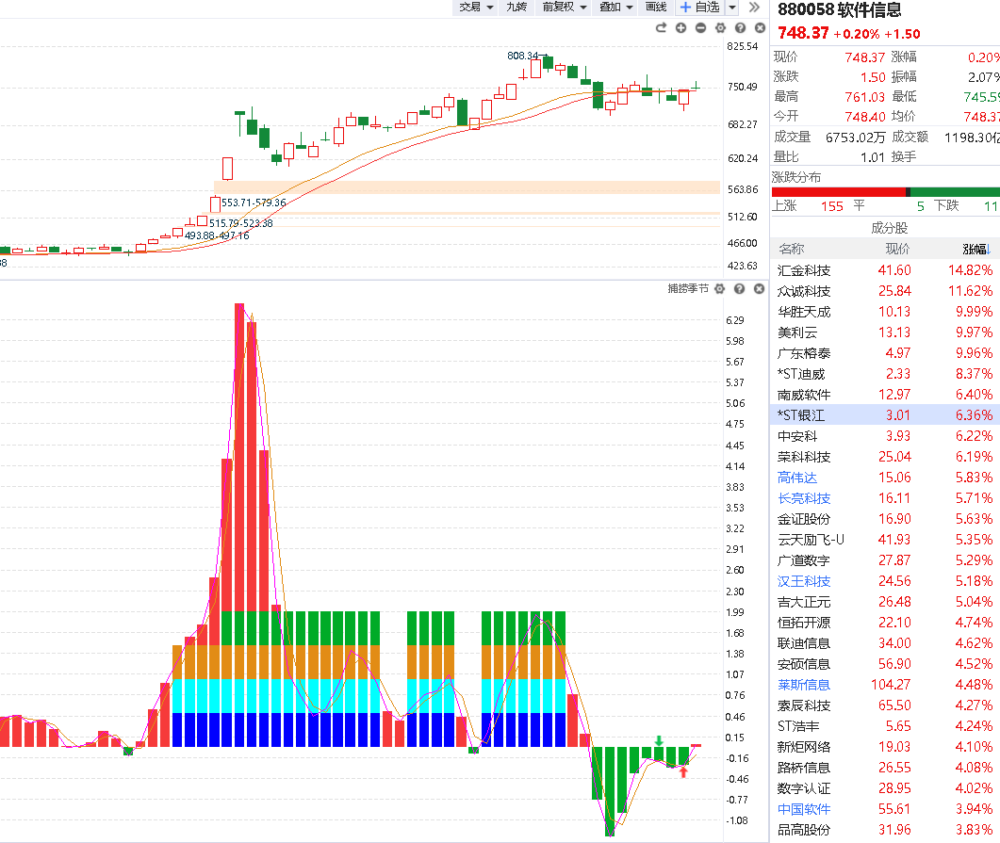 交易 九转 前复权 叠加 画线 自选
880058 软件信息
748.37 +0.20% +1.50
现价 748.37 涨幅 0.20%
涨跌 1.50 振幅 2.07%
最高 761.03 最低 745.59
今开 748.40 均价 748.37
成交量 6753.02万 成交额 1198.30亿
量比 1.01 换手
涨跌分布
上涨 155 平 5 下跌 11
成分股
名称 现价 涨幅↓
汇金科技 41.60 14.82%
众诚科技 25.84 11.62%
华胜天成 10.13 9.99%
美利云 13.13 9.97%
广东榕泰 4.97 9.96%
*ST迪威 2.33 8.37%
南威软件 12.97 6.40%
*ST银江 3.01 6.36%
中安科 3.93 6.22%
荣科科技 25.04 6.19%
高伟达 15.06 5.83%
长亮科技 16.11 5.71%
金证股份 16.90 5.63%
云天励飞-U 41.93 5.35%
广道数字 27.87 5.29%
汉王科技 24.56 5.18%
吉大正元 26.48 5.04%
恒拓开源 22.10 4.74%
联迪信息 34.00 4.62%
安硕信息 56.90 4.52%
莱斯信息 104.27 4.48%
索辰科技 65.50 4.27%
ST浩丰 5.65 4.24%
新炬网络 19.03 4.10%
路桥信息 26.55 4.08%
数字认证 28.95 4.02%
中国软件 55.61 3.94%
品高股份 31.96 3.83%
808.34
553.71-579.36
515.79-523.38
493.88-497.16
825.54
750.49
682.27
620.24
563.86
512.60
466.00
423.63
捕捞季节
6.29
5.98
5.67
5.37
5.06
4.75
4.45
4.14
3.83
3.53
3.22
2.91
2.60
2.30
1.99
1.68
1.38
1.07
0.76
0.46
0.15
-0.16
-0.46
-0.77
-1.08